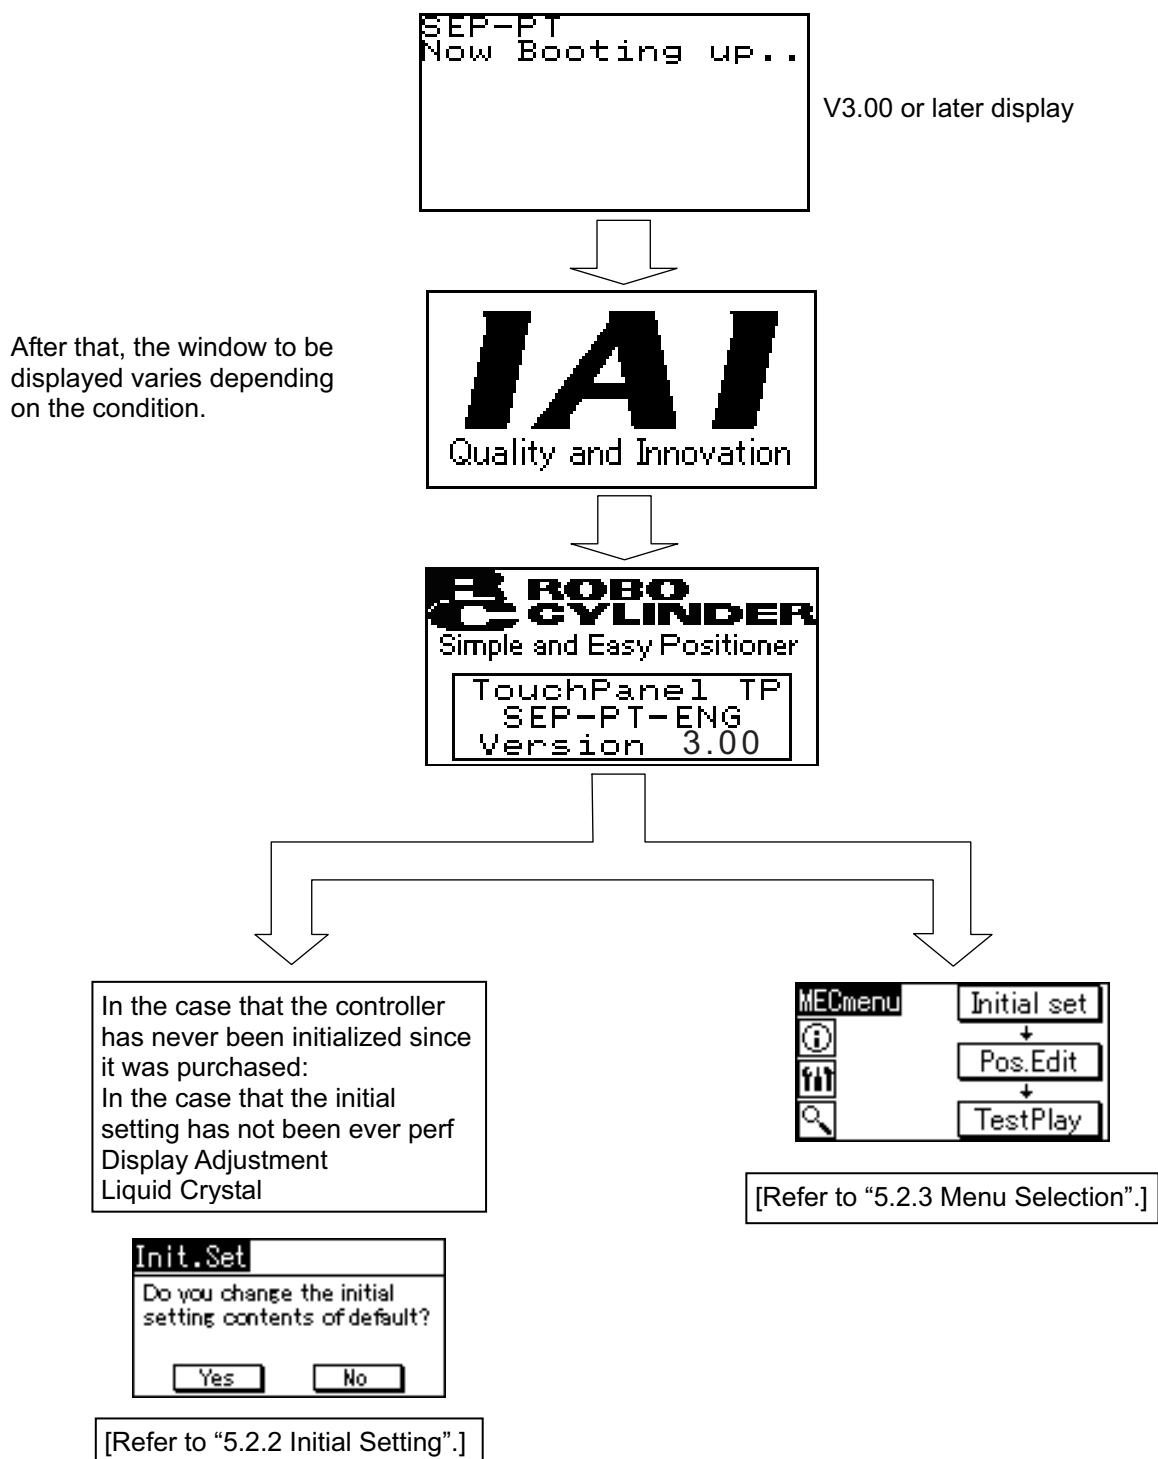 SEP-PT
Now Booting up..
V3.00 or later display
After that, the window to be
displayed varies depending
on the condition.
IAI
Quality and Innovation
RC ROBO
CYLINDER
Simple and Easy Positioner
TouchPanel TP
SEP-PT-ENG
Version 3.00
In the case that the controller
has never been initialized since
it was purchased:
In the case that the initial
setting has not been ever perf
Display Adjustment
Liquid Crystal
Init.Set
Do you change the initial
setting contents of default?
Yes No
[Refer to “5.2.2 Initial Setting”.]
MECmenu
Initial set
Pos.Edit
TestPlay
[Refer to “5.2.3 Menu Selection”.]